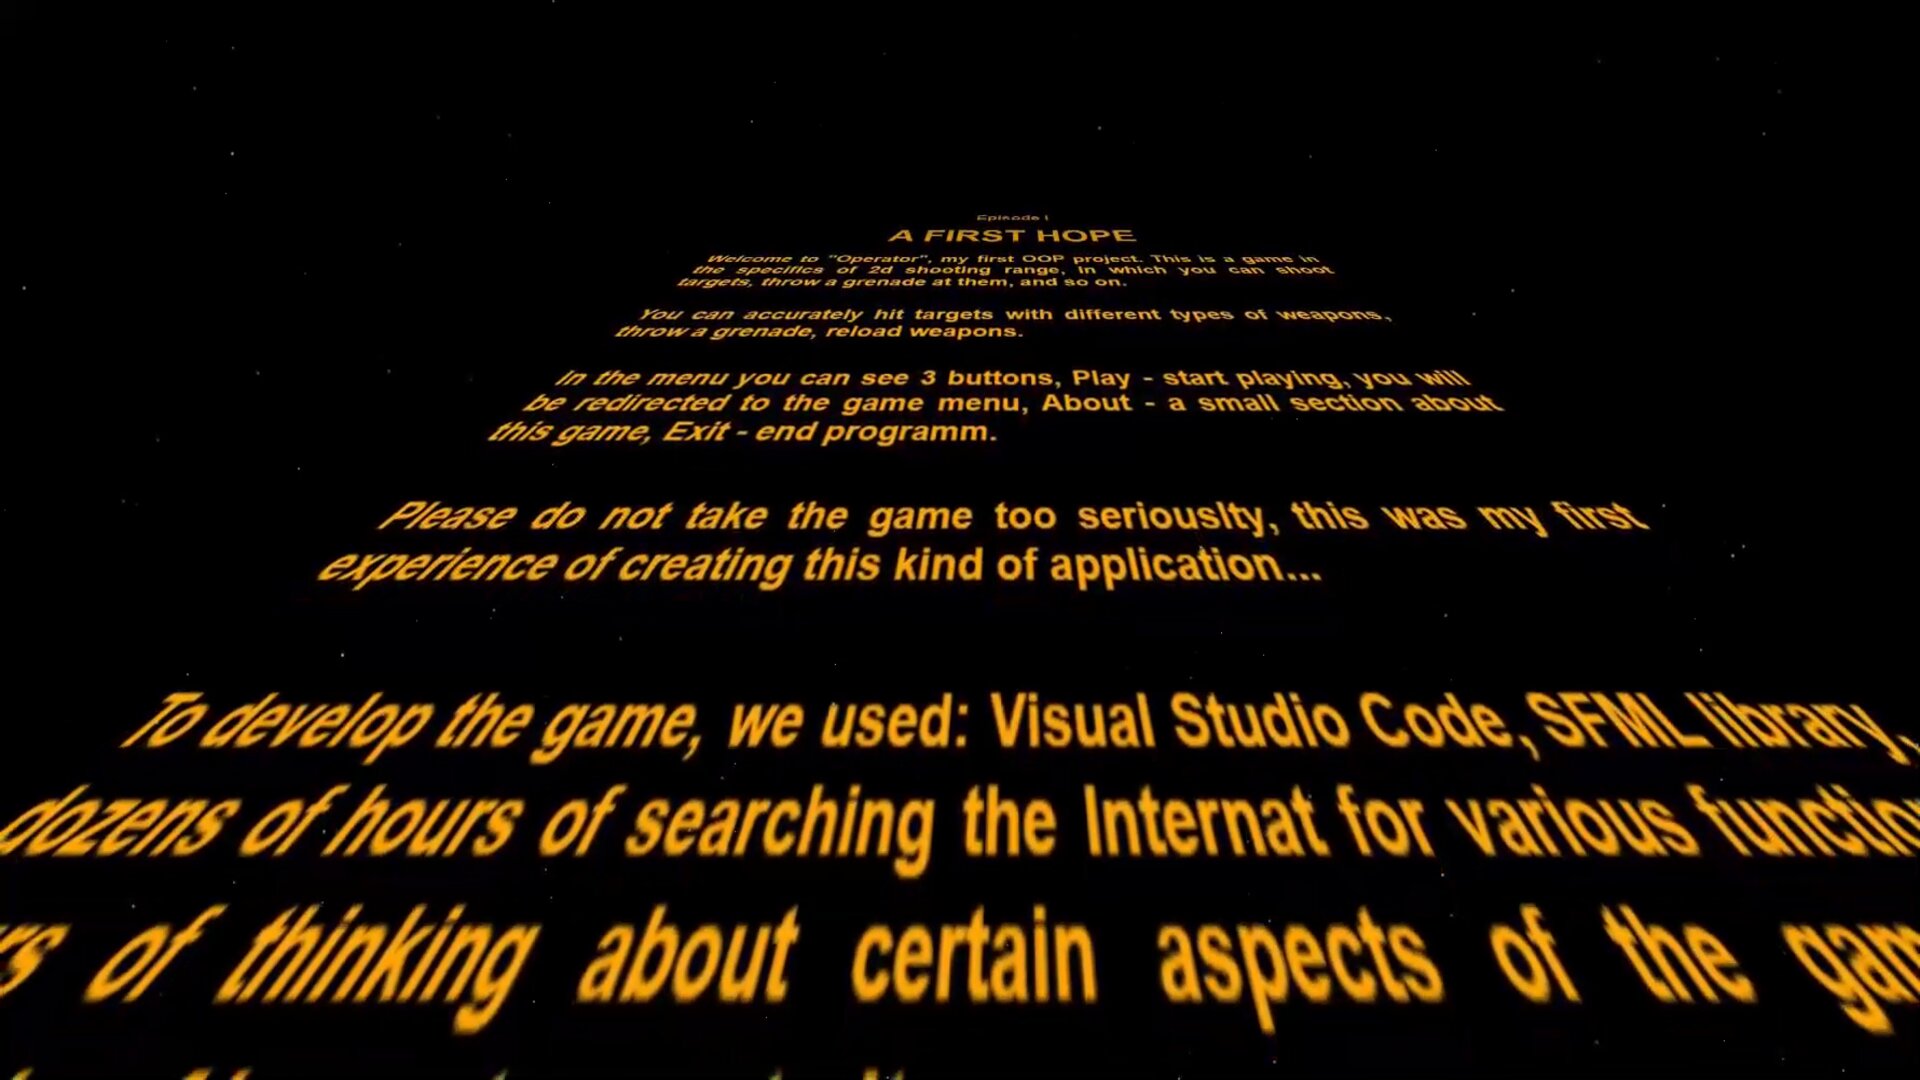 Episode I
A FIRST HOPE
Welcome to "Operator", my first OOP project. This is a game in
the specifics of 2d shooting range, in which you can shoot
targets, throw a grenade at them, and so on.
You can accurately hit targets with different types of weapons,
throw a grenade, reload weapons.
In the menu you can see 3 buttons, Play - start playing, you will
be redirected to the game menu, About - a small section about
this game, Exit - end programm.
Please do not take the game too seriouslty, this was my first
experience of creating this kind of application...
To develop the game, we used: Visual Studio Code, SFML library,
dozens of hours of searching the Internat for various function
of thinking about certain aspects of the gam